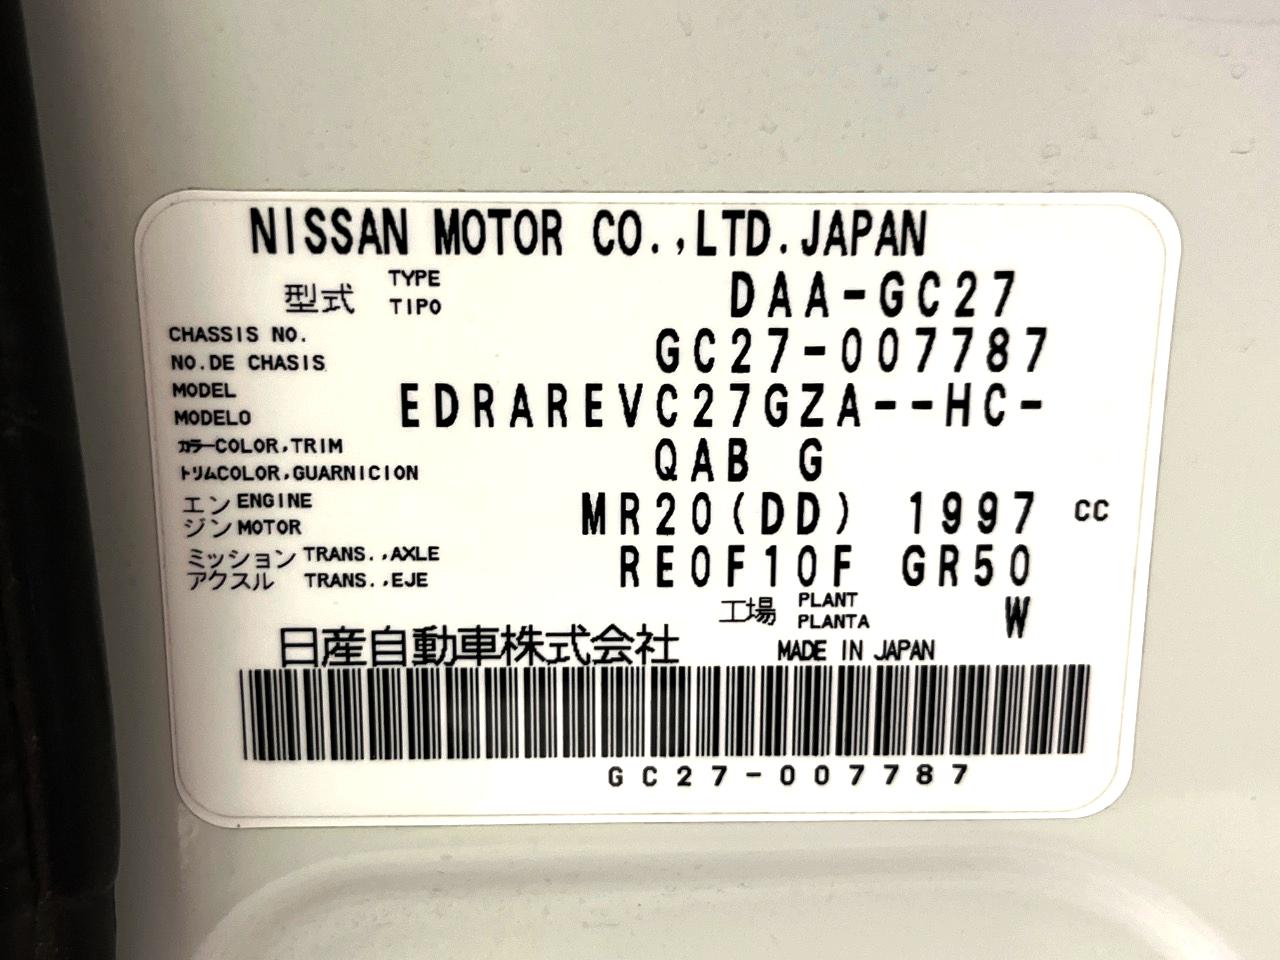 NISSAN MOTOR CO.,LTD.JAPAN
型式 TYPE TIPO DAA-GC27
CHASSIS NO.
NO.DE CHASIS GC27-007787
MODEL
MODELO EDRAREVC27GZA--HC-
カラーCOLOR,TRIM
トリムCOLOR,GUARNICION QAB G
エン ENGINE
ジン MOTOR MR20(DD) 1997 CC
ミッション TRANS.,AXLE
アクスル TRANS.,EJE RE0F10F GR50
工場 PLANT PLANTA W
日産自動車株式会社 MADE IN JAPAN
GC27-007787